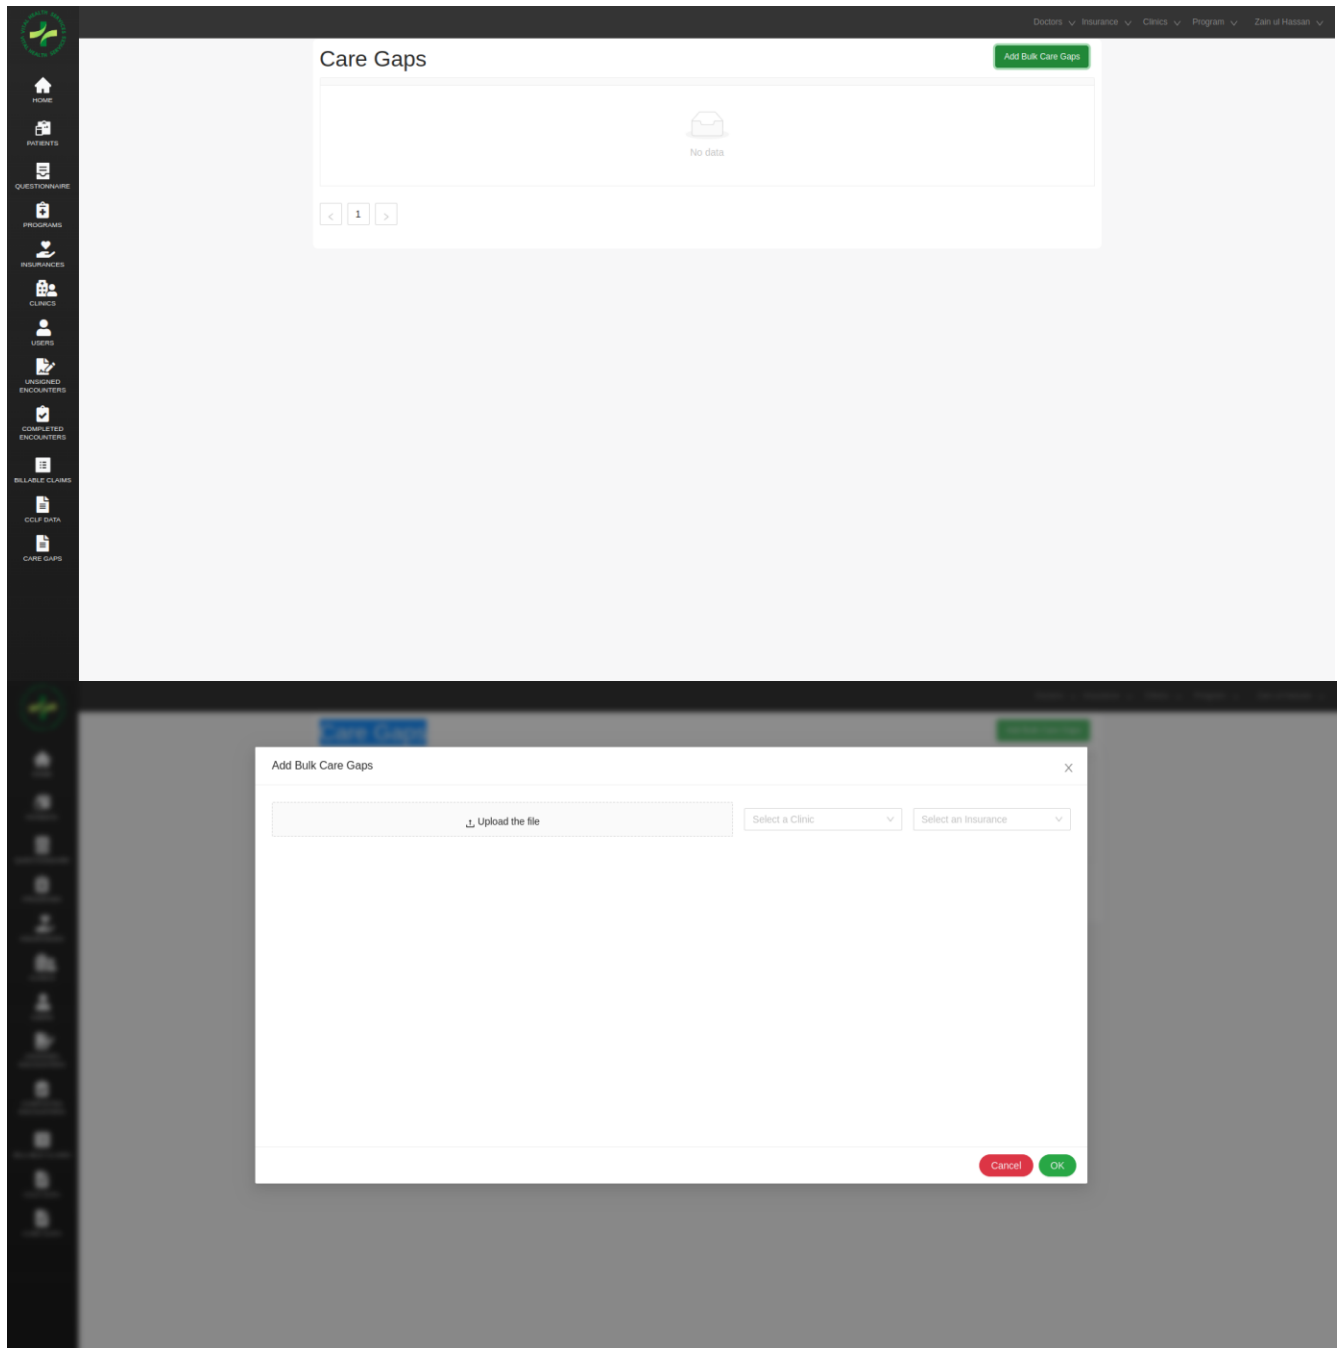 Doctors Insurance Clinics Program Zain ul Hassan
Care Gaps
Add Bulk Care Gaps
No data
1
HOME
PATIENTS
QUESTIONNAIRE
PROGRAMS
INSURANCES
CLINICS
USERS
UNSIGNED
ENCOUNTERS
COMPLETED
ENCOUNTERS
BILLABLE CLAIMS
CCLF DATA
CARE GAPS
Care Gaps
Add Bulk Care Gaps
Upload the file
Select a Clinic
Select an Insurance
Cancel
OK